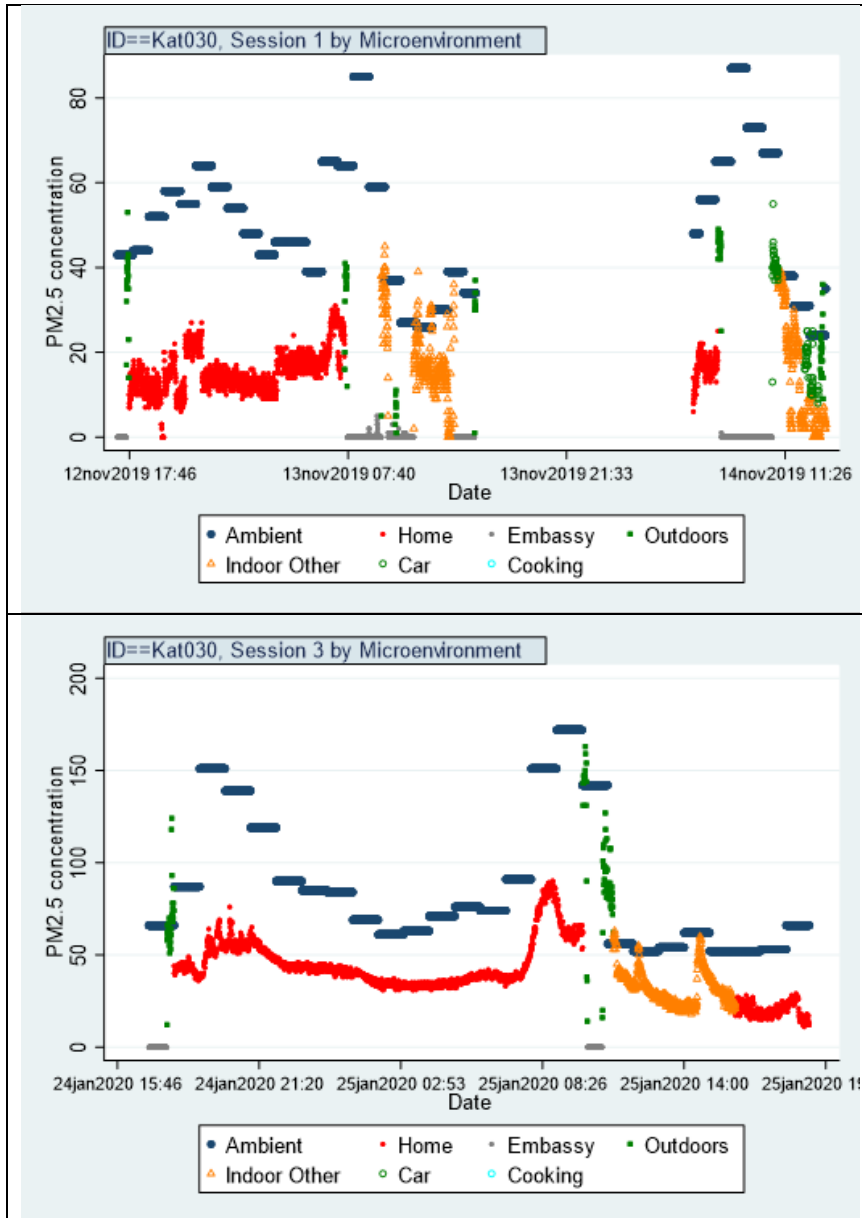 ID==Kat030, Session 1 by Microenvironment
80
60
40
20
0
PM2.5 concentration
12nov2019 17:46 13nov2019 07:40 13nov2019 21:33 14nov2019 11:26
Date
Ambient Home Embassy Outdoors
Indoor Other Car Cooking
ID==Kat030, Session 3 by Microenvironment
200
150
100
50
0
PM2.5 concentration
24jan2020 15:46 24jan2020 21:20 25jan2020 02:53 25jan2020 08:26 25jan2020 14:00 25jan2020 19
Date
Ambient Home Embassy Outdoors
Indoor Other Car Cooking